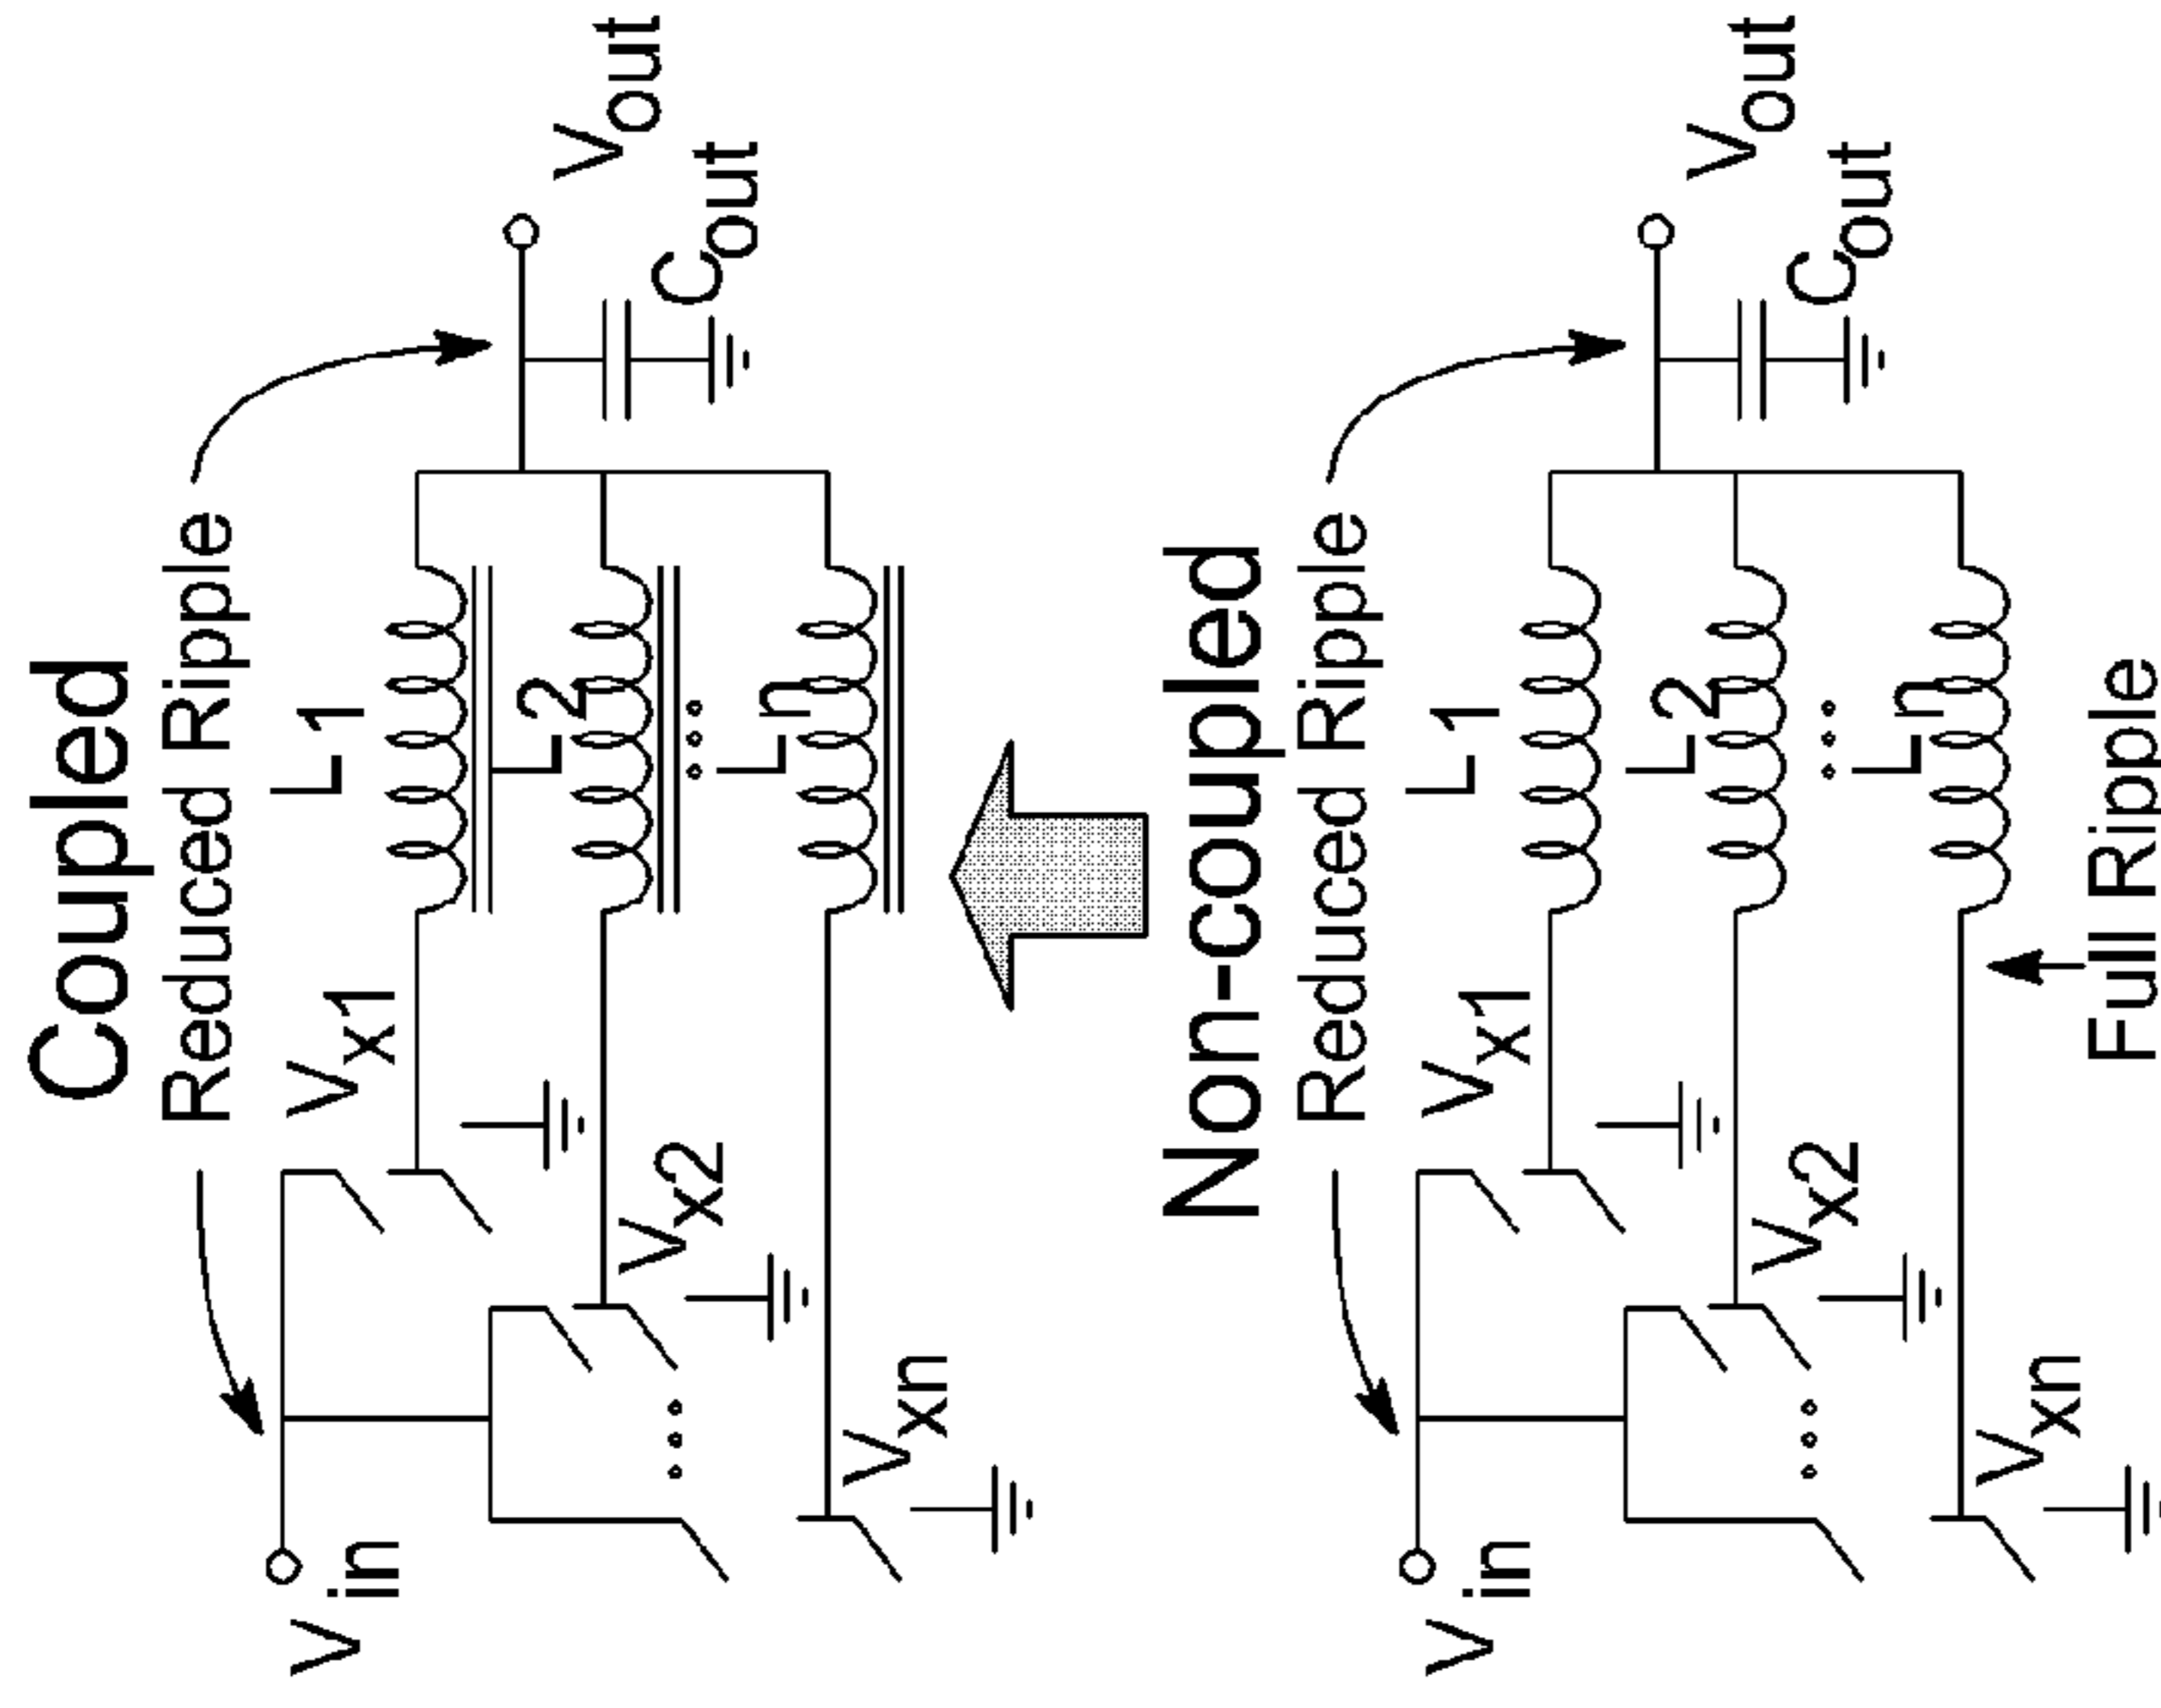 Coupled
Reduced Ripple
L1
Vx1
Vout
Cout
L2
Vx2
Ln
Vxn
Vin
Non-coupled
Reduced Ripple
L1
Vx1
Vout
Cout
L2
Vx2
Ln
Vxn
Vin
Full Ripple